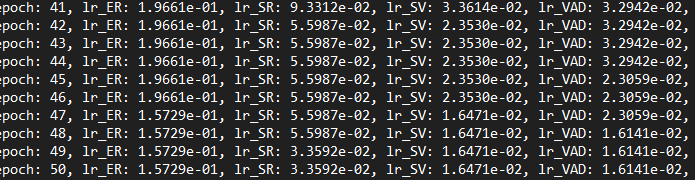 epoch: 41, lr_ER: 1.9661e-01, lr_SR: 9.3312e-02, lr_SV: 3.3614e-02, lr_VAD: 3.2942e-02,
epoch: 42, lr_ER: 1.9661e-01, lr_SR: 5.5987e-02, lr_SV: 2.3530e-02, lr_VAD: 3.2942e-02,
epoch: 43, lr_ER: 1.9661e-01, lr_SR: 5.5987e-02, lr_SV: 2.3530e-02, lr_VAD: 3.2942e-02,
epoch: 44, lr_ER: 1.9661e-01, lr_SR: 5.5987e-02, lr_SV: 2.3530e-02, lr_VAD: 3.2942e-02,
epoch: 45, lr_ER: 1.9661e-01, lr_SR: 5.5987e-02, lr_SV: 2.3530e-02, lr_VAD: 2.3059e-02,
epoch: 46, lr_ER: 1.9661e-01, lr_SR: 5.5987e-02, lr_SV: 2.3530e-02, lr_VAD: 2.3059e-02,
epoch: 47, lr_ER: 1.5729e-01, lr_SR: 5.5987e-02, lr_SV: 1.6471e-02, lr_VAD: 2.3059e-02,
epoch: 48, lr_ER: 1.5729e-01, lr_SR: 5.5987e-02, lr_SV: 1.6471e-02, lr_VAD: 1.6141e-02,
epoch: 49, lr_ER: 1.5729e-01, lr_SR: 3.3592e-02, lr_SV: 1.6471e-02, lr_VAD: 1.6141e-02,
epoch: 50, lr_ER: 1.5729e-01, lr_SR: 3.3592e-02, lr_SV: 1.6471e-02, lr_VAD: 1.6141e-02,